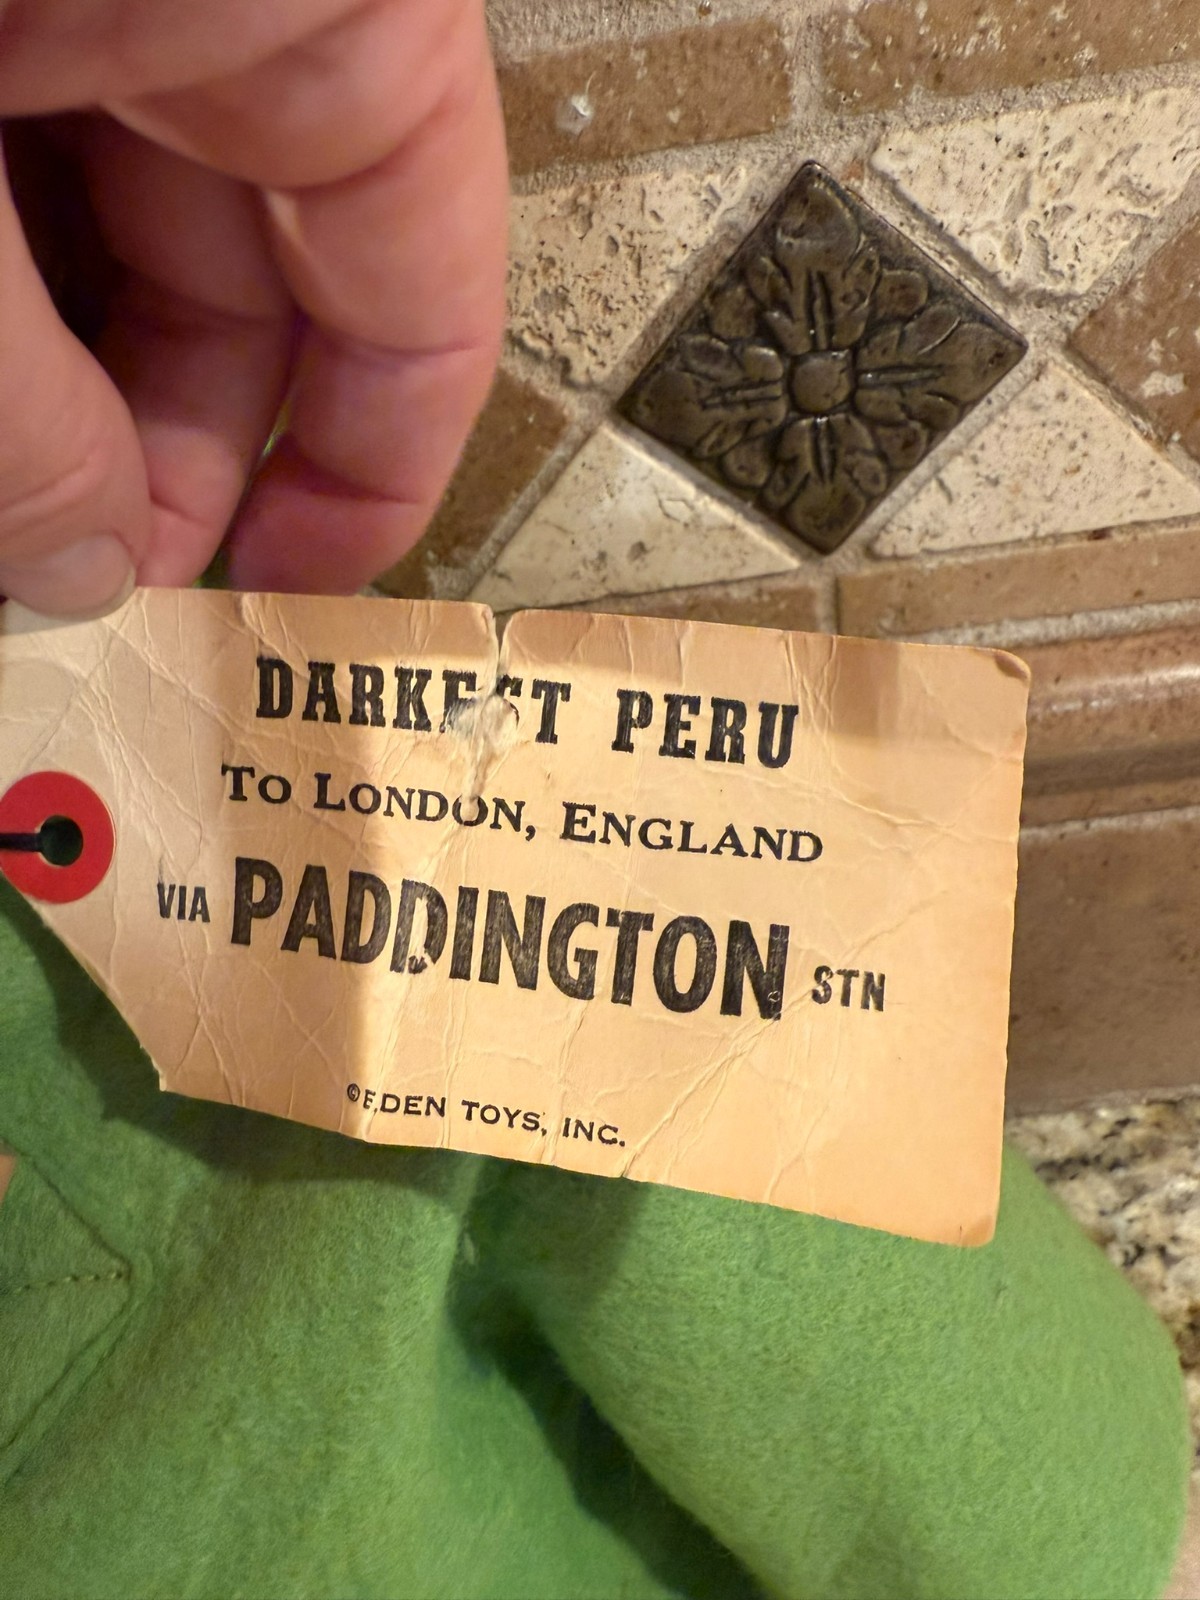 DARKEST PERU
TO LONDON, ENGLAND
VIA PADDINGTON STN
©EDEN TOYS, INC.